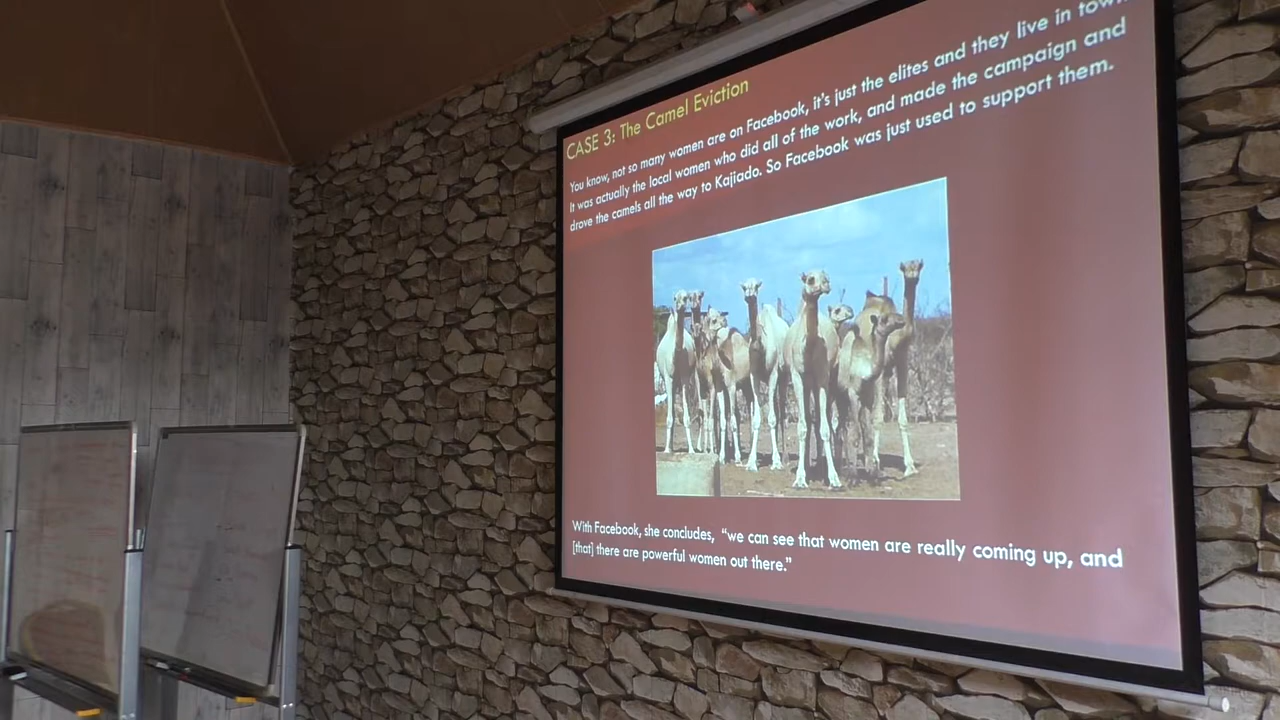 CASE 3: The Camel Eviction
You know, not so many women are on Facebook, it's just the elites and they live in town.
It was actually the local women who did all of the work, and made the campaign and
drove the camels all the way to Kajiado. So Facebook was just used to support them.
With Facebook, she concludes, "we can see that women are really coming up, and
[that] there are powerful women out there."